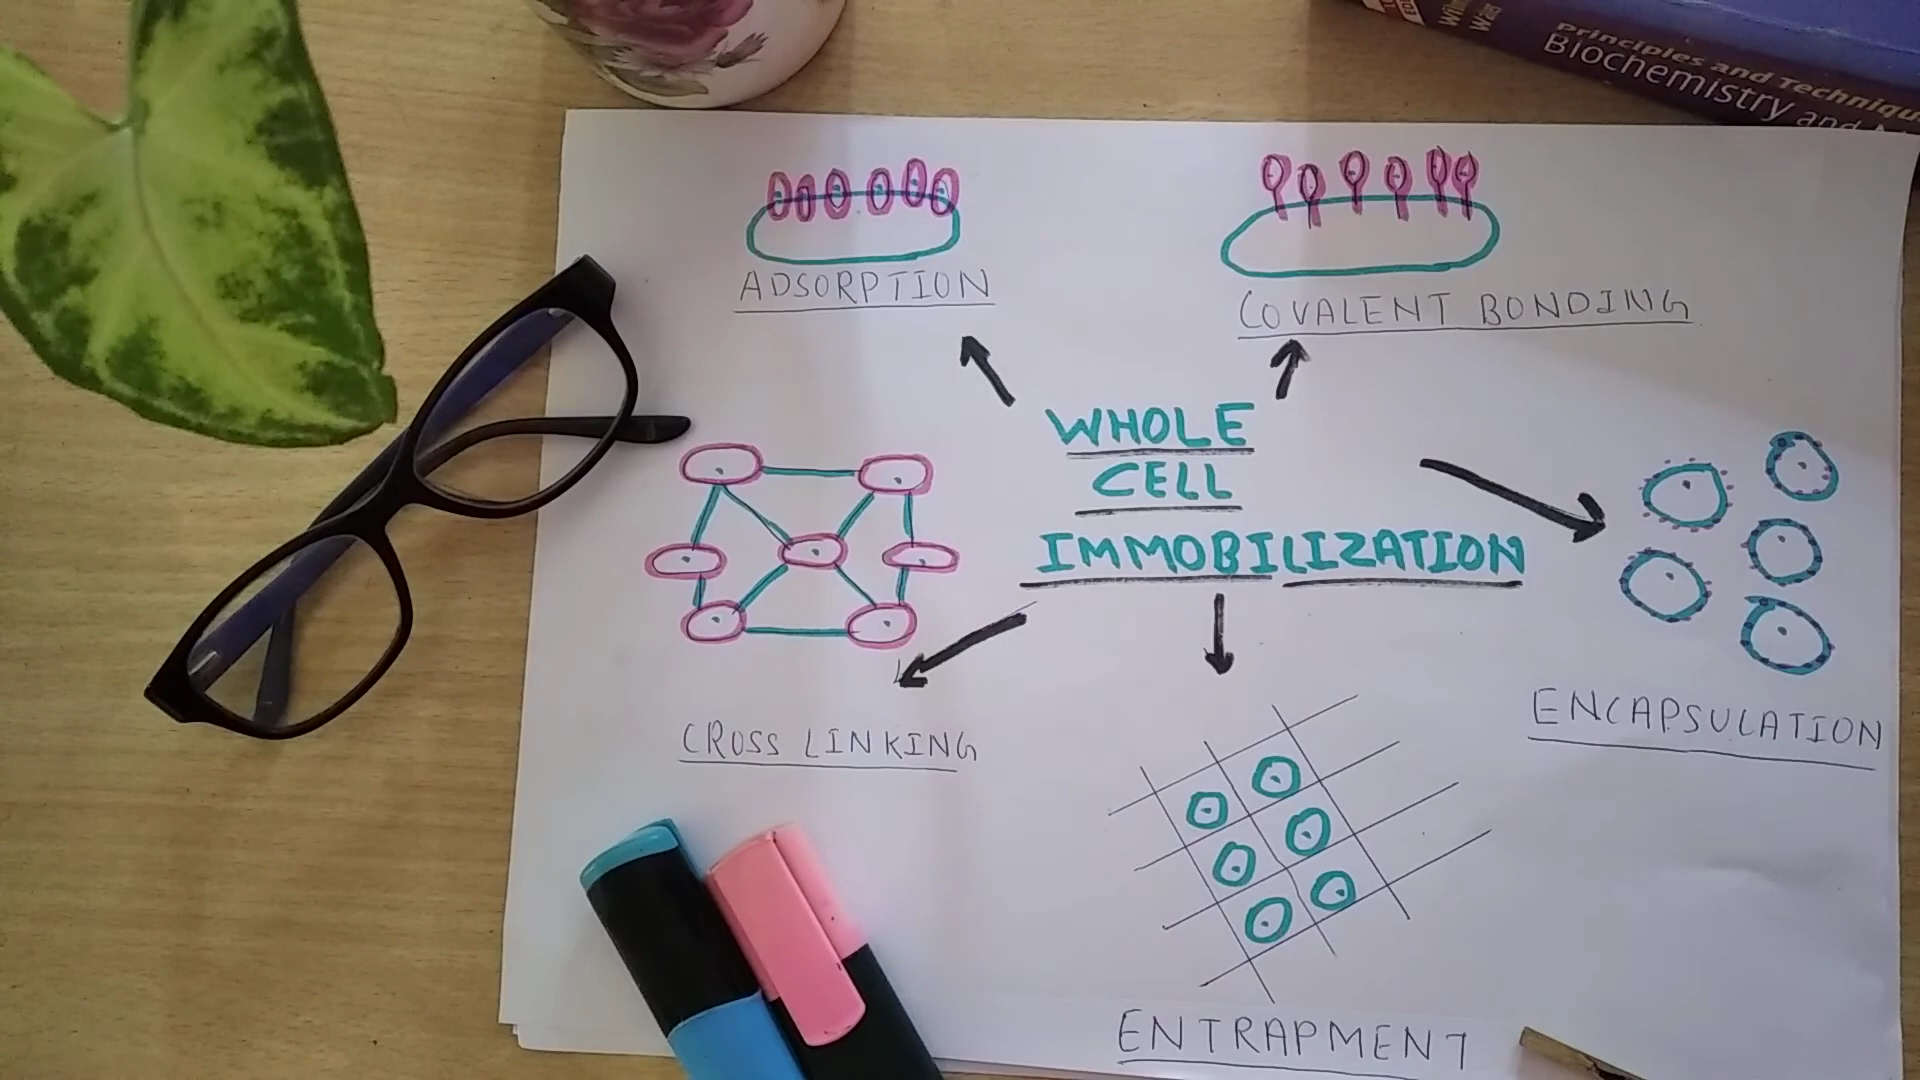 Principles and Techniqu
Biochemistry and
ADSORPTION
COVALENT BONDING
WHOLE
CELL
IMMOBILIZATION
ENCAPSULATION
CROSS LINKING
ENTRAPMENT